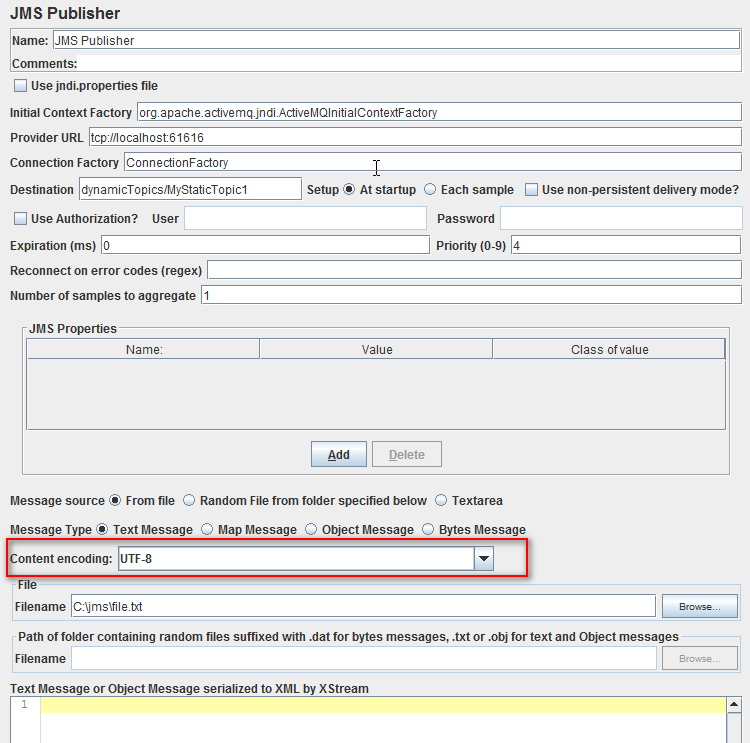 JMS Publisher
Name: JMS Publisher
Comments:
Use jndi.properties file
Initial Context Factory org.apache.activemq.jndi.ActiveMQInitialContextFactory
Provider URL tcp://localhost:61616
Connection Factory ConnectionFactory
Destination dynamicTopics/MyStaticTopic1 Setup At startup Each sample Use non-persistent delivery mode?
Use Authorization? User Password
Expiration (ms) 0 Priority (0-9) 4
Reconnect on error codes (regex)
Number of samples to aggregate 1
JMS Properties
Name: Value Class of value
Add Delete
Message source From file Random File from folder specified below Textarea
Message Type Text Message Map Message Object Message Bytes Message
Content encoding: UTF-8
File
Filename C:\jms\file.txt Browse...
Path of folder containing random files suffixed with .dat for bytes messages, .txt or .obj for text and Object messages
Filename Browse...
Text Message or Object Message serialized to XML by XStream
1